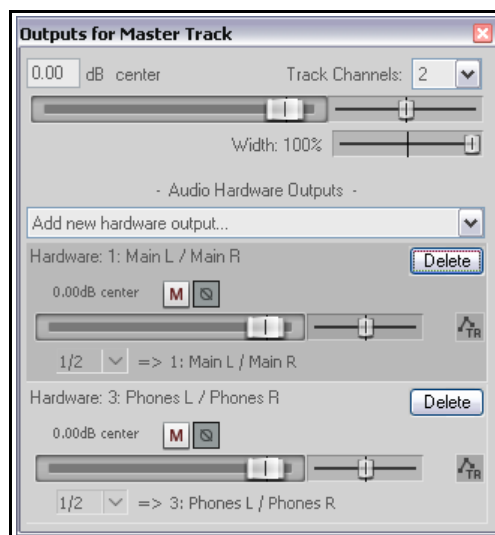 Outputs for Master Track
0.00 dB center Track Channels: 2
Width: 100%
- Audio Hardware Outputs -
Add new hardware output...
Hardware: 1: Main L / Main R Delete
0.00dB center M
TR
1/2 => 1: Main L / Main R
Hardware: 3: Phones L / Phones R Delete
0.00dB center M
TR
1/2 => 3: Phones L / Phones R